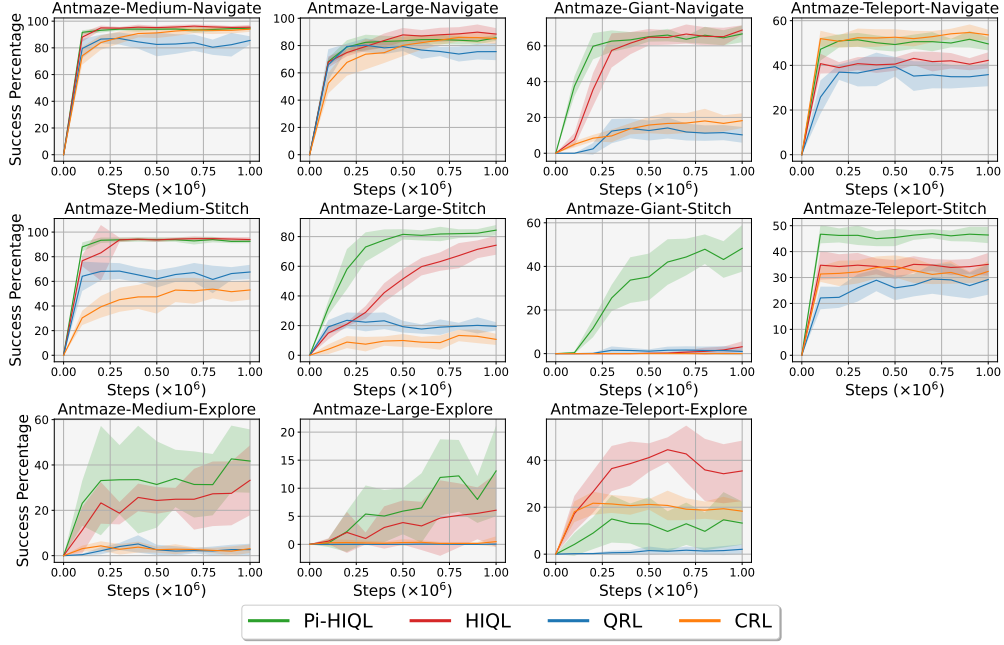 Antmaze-Medium-Navigate
Success Percentage
100
80
60
40
20
0
0.00 0.25 0.50 0.75 1.00
Steps (×10⁶)
Antmaze-Large-Navigate
100
80
60
40
20
0
0.00 0.25 0.50 0.75 1.00
Steps (×10⁶)
Antmaze-Giant-Navigate
60
40
20
0
0.00 0.25 0.50 0.75 1.00
Steps (×10⁶)
Antmaze-Teleport-Navigate
60
40
20
0
0.00 0.25 0.50 0.75 1.00
Steps (×10⁶)
Antmaze-Medium-Stitch
Success Percentage
100
80
60
40
20
0
0.00 0.25 0.50 0.75 1.00
Steps (×10⁶)
Antmaze-Large-Stitch
80
60
40
20
0
0.00 0.25 0.50 0.75 1.00
Steps (×10⁶)
Antmaze-Giant-Stitch
60
40
20
0
0.00 0.25 0.50 0.75 1.00
Steps (×10⁶)
Antmaze-Teleport-Stitch
50
40
30
20
10
0
0.00 0.25 0.50 0.75 1.00
Steps (×10⁶)
Antmaze-Medium-Explore
Success Percentage
60
40
20
0
0.00 0.25 0.50 0.75 1.00
Steps (×10⁶)
Antmaze-Large-Explore
20
15
10
5
0
0.00 0.25 0.50 0.75 1.00
Steps (×10⁶)
Antmaze-Teleport-Explore
40
20
0
0.00 0.25 0.50 0.75 1.00
Steps (×10⁶)
Pi-HIQL HIQL QRL CRL